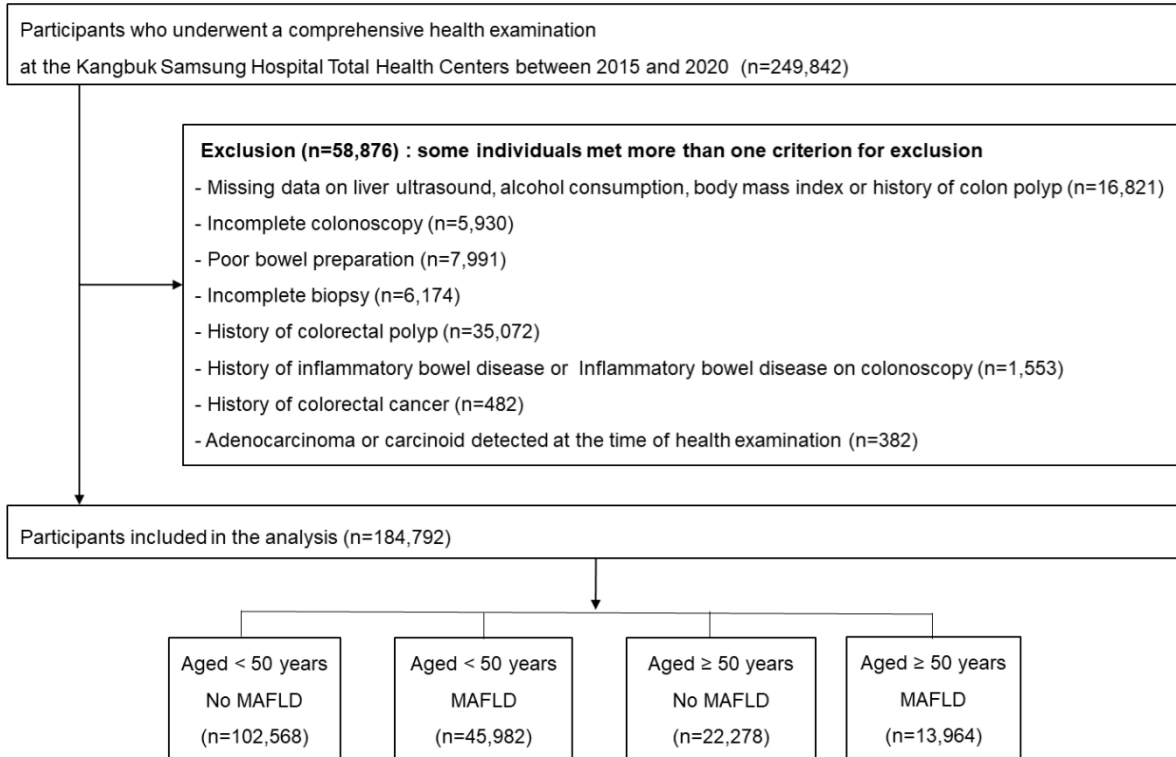 Participants who underwent a comprehensive health examination
at the Kangbuk Samsung Hospital Total Health Centers between 2015 and 2020 (n=249,842)
Exclusion (n=58,876) : some individuals met more than one criterion for exclusion
- Missing data on liver ultrasound, alcohol consumption, body mass index or history of colon polyp (n=16,821)
- Incomplete colonoscopy (n=5,930)
- Poor bowel preparation (n=7,991)
- Incomplete biopsy (n=6,174)
- History of colorectal polyp (n=35,072)
- History of inflammatory bowel disease or Inflammatory bowel disease on colonoscopy (n=1,553)
- History of colorectal cancer (n=482)
- Adenocarcinoma or carcinoid detected at the time of health examination (n=382)
Participants included in the analysis (n=184,792)
Aged < 50 years
No MAFLD
(n=102,568)
Aged < 50 years
MAFLD
(n=45,982)
Aged ≥ 50 years
No MAFLD
(n=22,278)
Aged ≥ 50 years
MAFLD
(n=13,964)